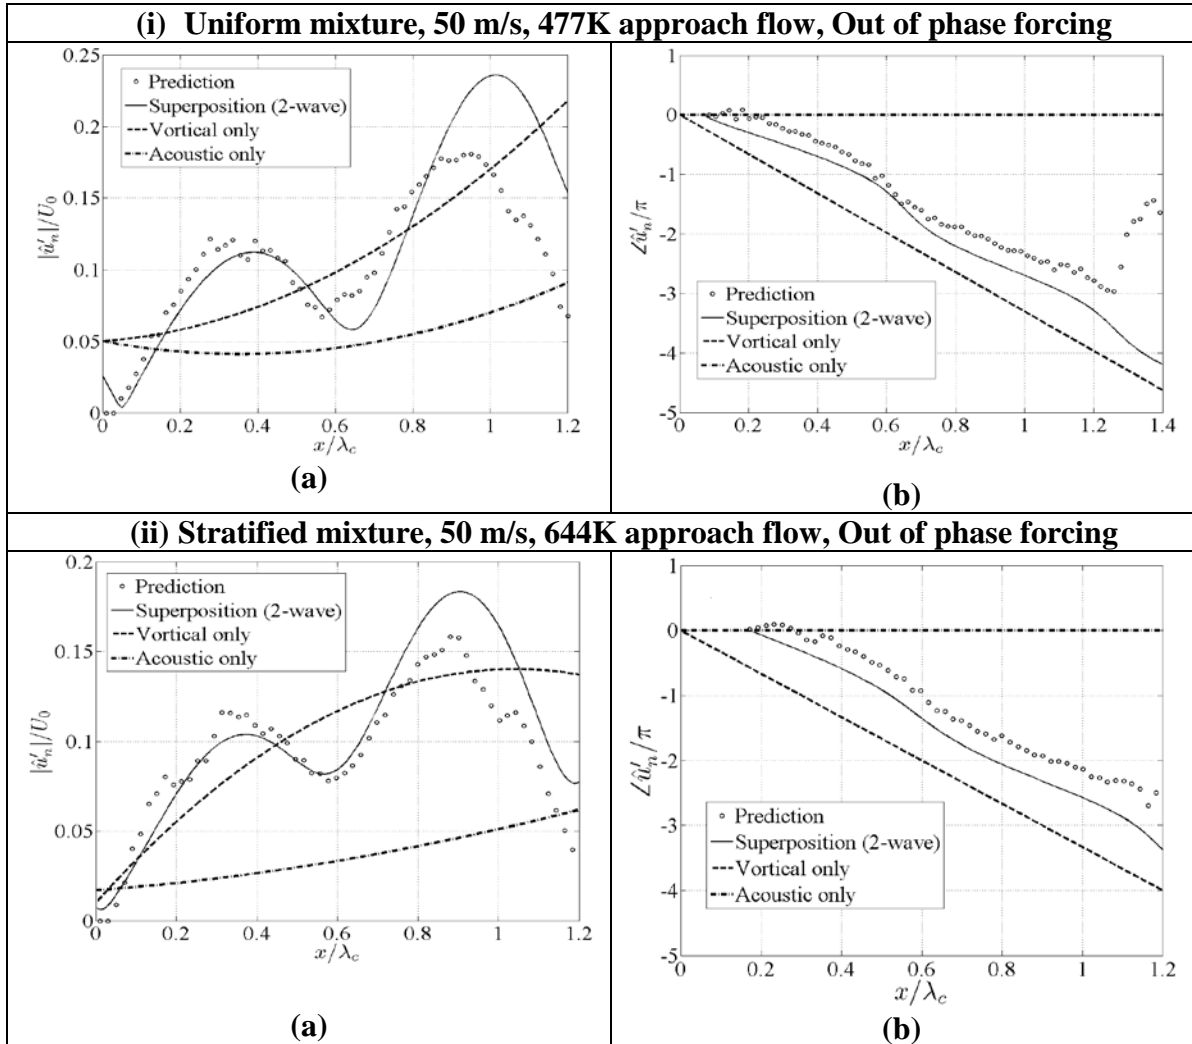 (i) Uniform mixture, 50 m/s, 477K approach flow, Out of phase forcing
0.25
0.2
0.15
0.1
0.05
0
|û′ₙ|/U₀
Prediction
Superposition (2-wave)
Vortical only
Acoustic only
0 0.2 0.4 0.6 0.8 1 1.2
x/λ_c
(a)
1
0
-1
-2
-3
-4
-5
∠û′ₙ/π
Prediction
Superposition (2-wave)
Vortical only
Acoustic only
0 0.2 0.4 0.6 0.8 1 1.2 1.4
x/λ_c
(b)
(ii) Stratified mixture, 50 m/s, 644K approach flow, Out of phase forcing
0.2
0.15
0.1
0.05
0
|û′ₙ|/U₀
Prediction
Superposition (2-wave)
Vortical only
Acoustic only
0 0.2 0.4 0.6 0.8 1 1.2
x/λ_c
(a)
1
0
-1
-2
-3
-4
-5
∠û′ₙ/π
Prediction
Superposition (2-wave)
Vortical only
Acoustic only
0 0.2 0.4 0.6 0.8 1 1.2
x/λ_c
(b)